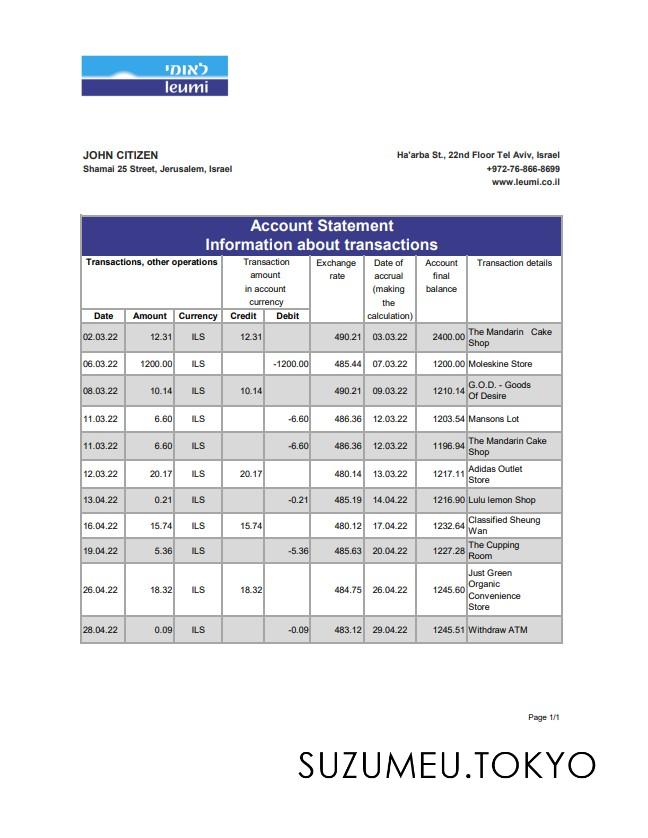 לאומי
leumi
JOHN CITIZEN
Shamai 25 Street, Jerusalem, Israel
Ha'arba St., 22nd Floor Tel Aviv, Israel
+972-76-866-8699
www.leumi.co.il
Account Statement
Information about transactions
Transactions, other operations
Transaction
amount
in account
currency
Exchange
rate
Date of
accrual
(making
the
calculation)
Account
final
balance
Transaction details
Date Amount Currency Credit Debit
02.03.22 12.31 ILS 12.31 490.21 03.03.22 2400.00 The Mandarin Cake
Shop
06.03.22 1200.00 ILS -1200.00 485.44 07.03.22 1200.00 Moleskine Store
08.03.22 10.14 ILS 10.14 490.21 09.03.22 1210.14 G.O.D. - Goods
Of Desire
11.03.22 6.60 ILS -6.60 486.36 12.03.22 1203.54 Mansons Lot
11.03.22 6.60 ILS -6.60 486.36 12.03.22 1196.94 The Mandarin Cake
Shop
12.03.22 20.17 ILS 20.17 480.14 13.03.22 1217.11 Adidas Outlet
Store
13.04.22 0.21 ILS -0.21 485.19 14.04.22 1216.90 Lulu lemon Shop
16.04.22 15.74 ILS 15.74 480.12 17.04.22 1232.64 Classified Sheung
Wan
19.04.22 5.36 ILS -5.36 485.63 20.04.22 1227.28 The Cupping
Room
26.04.22 18.32 ILS 18.32 484.75 26.04.22 1245.60 Just Green
Organic
Convenience
Store
28.04.22 0.09 ILS -0.09 483.12 29.04.22 1245.51 Withdraw ATM
Page 1/1
SUZUMEU.TOKYO